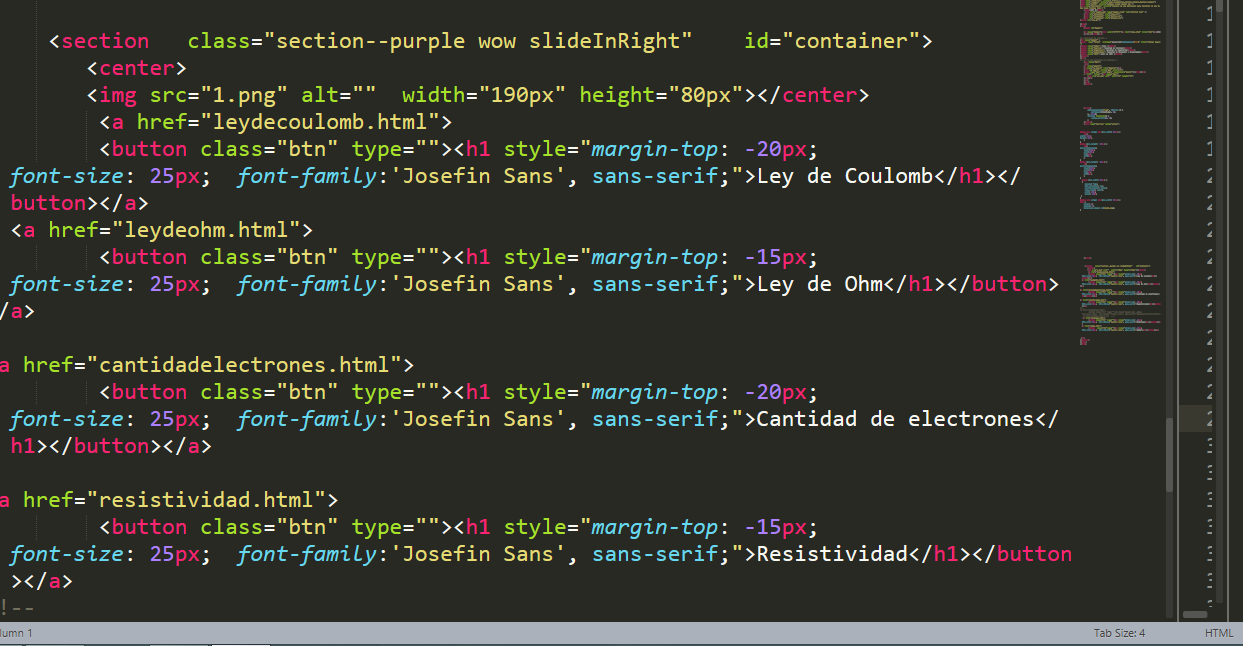 <section   class="section--purple wow slideInRight"    id="container">
<center>
<img src="1.png" alt=""  width="190px" height="80px"></center>
<a href="leydecoulomb.html">
<button class="btn" type=""><h1 style="margin-top: -20px;
font-size: 25px;  font-family:'Josefin Sans', sans-serif;">Ley de Coulomb</h1></
button></a>
<a href="leydeohm.html">
<button class="btn" type=""><h1 style="margin-top: -15px;
font-size: 25px;  font-family:'Josefin Sans', sans-serif;">Ley de Ohm</h1></button>
/a>
a href="cantidadelectrones.html">
<button class="btn" type=""><h1 style="margin-top: -20px;
font-size: 25px;  font-family:'Josefin Sans', sans-serif;">Cantidad de electrones</
h1></button></a>
a href="resistividad.html">
<button class="btn" type=""><h1 style="margin-top: -15px;
font-size: 25px;  font-family:'Josefin Sans', sans-serif;">Resistividad</h1></button
></a>
!--
lumn 1 Tab Size: 4 HTML